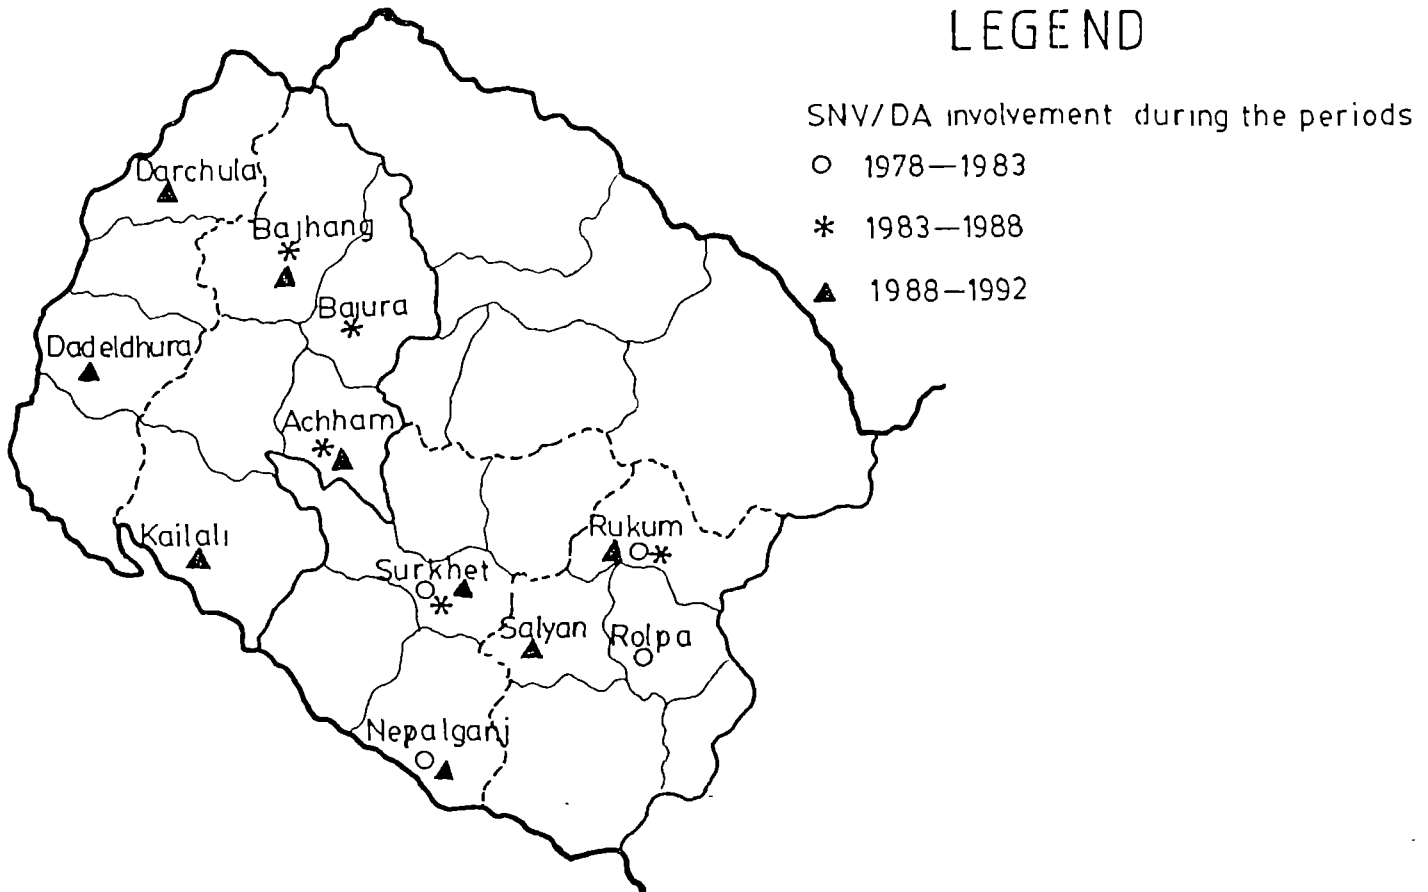 LEGEND
SNV/DA involvement during the periods
1978—1983
1983—1988
1988—1992
Darchula
Bajhang
Bajura
Dadeldhura
Achham
Kailali
Rukum
Surkhet
Salyan
Rolpa
Nepalganj